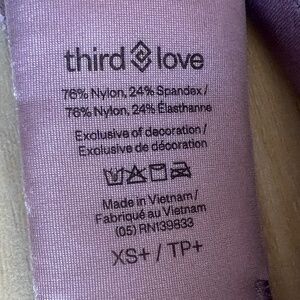 third love
76% Nylon, 24% Spandex /
76% Nylon, 24% Élasthanne
Exclusive of decoration /
Exclusive de décoration
Made in Vietnam /
Fabriqué au Vietnam
(05) RN139833
XS+ / TP+